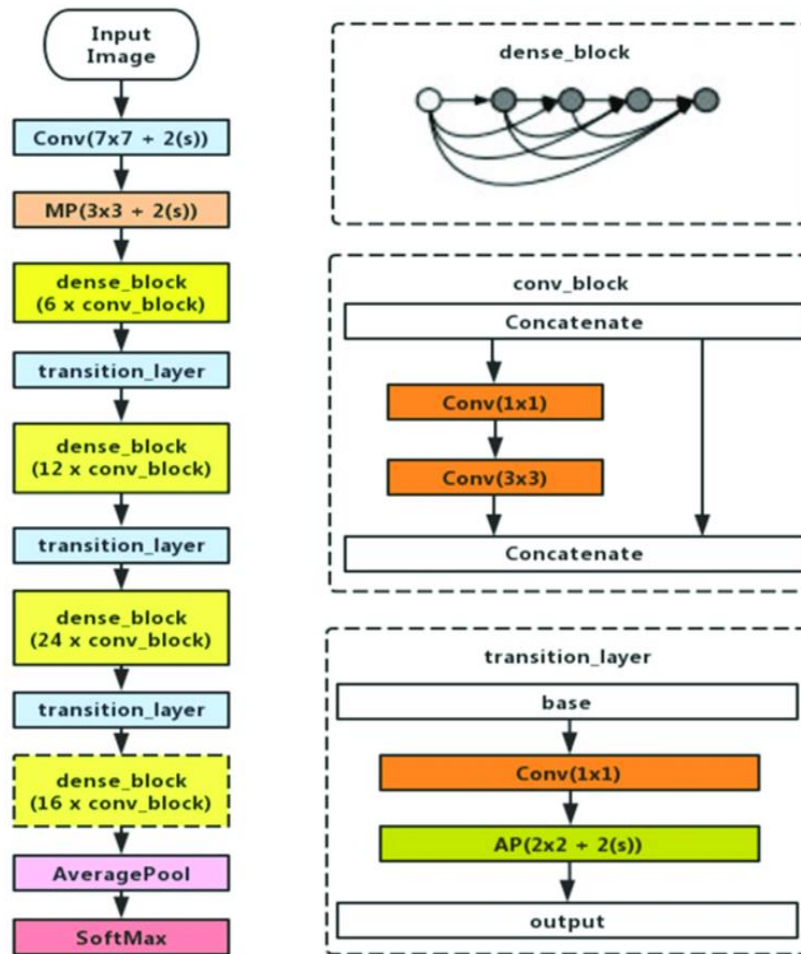 Input
Image
Conv(7x7 + 2(s))
MP(3x3 + 2(s))
dense_block
(6 x conv_block)
transition_layer
dense_block
(12 x conv_block)
transition_layer
dense_block
(24 x conv_block)
transition_layer
dense_block
(16 x conv_block)
AveragePool
SoftMax
dense_block
conv_block
Concatenate
Conv(1x1)
Conv(3x3)
Concatenate
transition_layer
base
Conv(1x1)
AP(2x2 + 2(s))
output